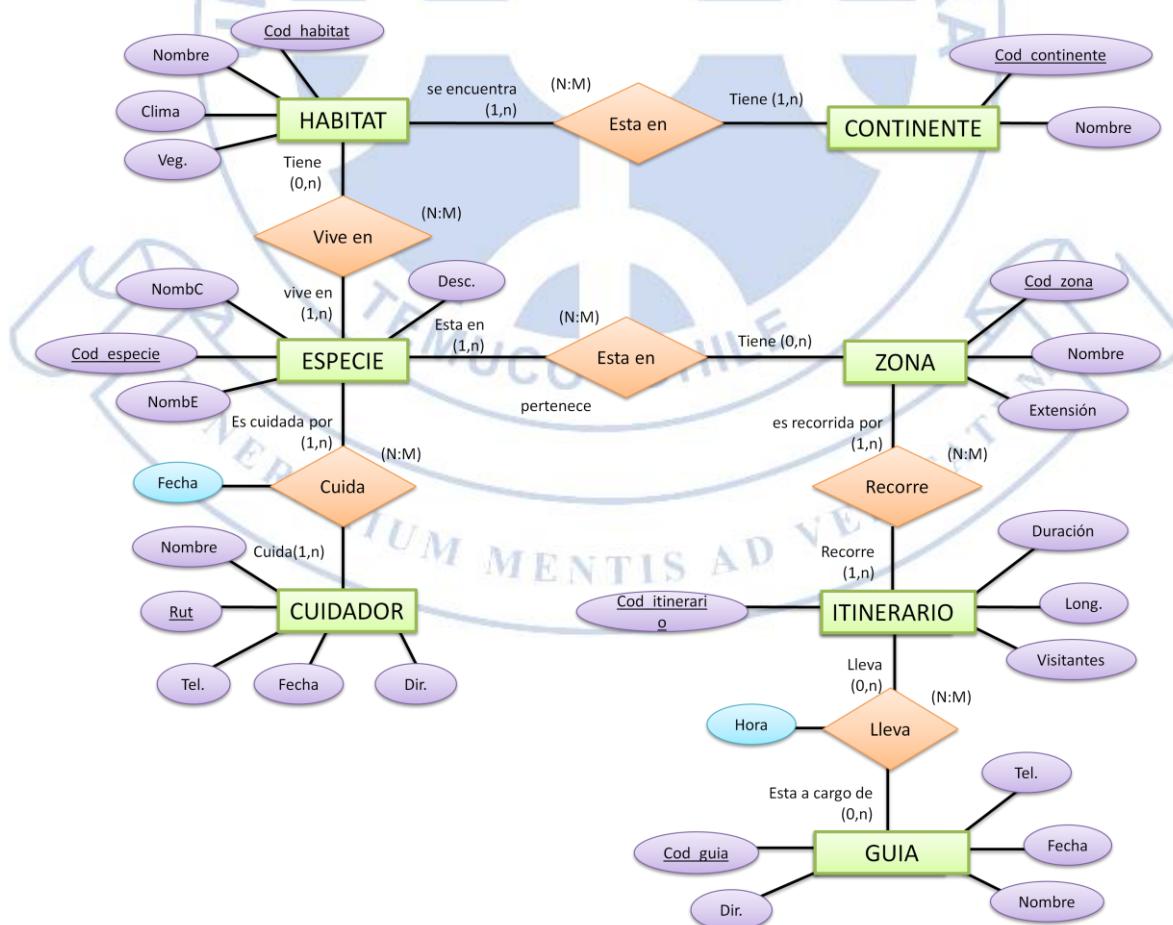 Cod_habitat
Nombre
Clima
Veg.
HABITAT
se encuentra
(1,n)
(N:M)
Esta en
Tiene (1,n)
CONTINENTE
Cod_continente
Nombre
Tiene
(0,n)
(N:M)
Vive en
vive en
(1,n)
NombC
Desc.
Cod_especie
NombE
ESPECIE
Esta en
(1,n)
(N:M)
Esta en
pertenece
Tiene (0,n)
ZONA
Cod_zona
Nombre
Extensión
Es cuidada por
(1,n)
(N:M)
Fecha
Cuida
Cuida(1,n)
Nombre
Rut
Tel.
Fecha
Dir.
CUIDADOR
es recorrida por
(1,n)
(N:M)
Recorre
Recorre
(1,n)
Cod_itinerari
o
ITINERARIO
Duración
Long.
Visitantes
Lleva
(0,n)
(N:M)
Hora
Lleva
Esta a cargo de
(0,n)
Cod_guia
Dir.
GUIA
Tel.
Fecha
Nombre
TEMUCO
MENTIS AD